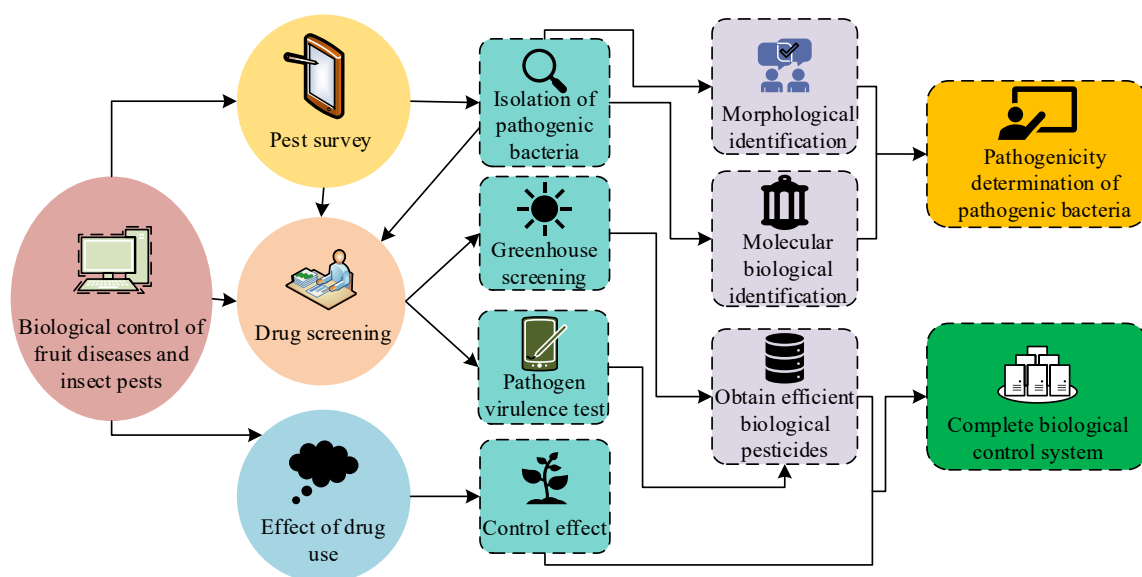 Biological control of
fruit diseases and
insect pests
Pest survey
Drug screening
Effect of drug
use
Isolation of
pathogenic
bacteria
Greenhouse
screening
Pathogen
virulence test
Control effect
Morphological
identification
Molecular
biological
identification
Obtain efficient
biological
pesticides
Pathogenicity
determination of
pathogenic bacteria
Complete biological
control system